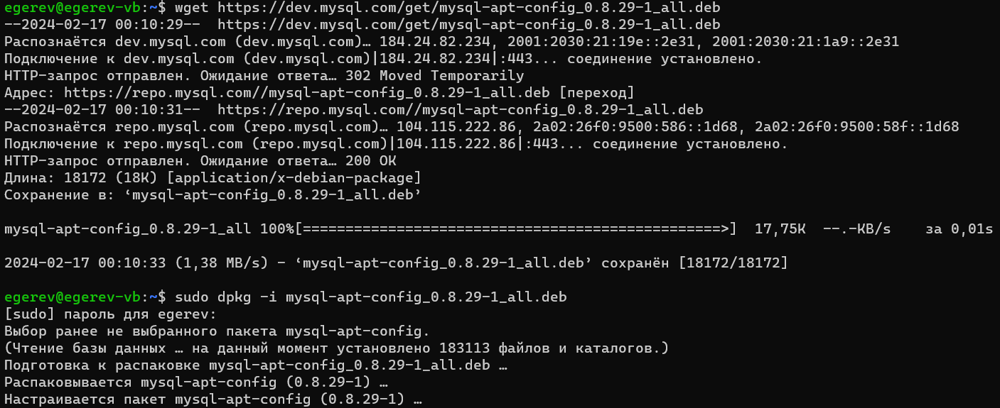 egerev@egerev-vb:~$ wget https://dev.mysql.com/get/mysql-apt-config_0.8.29-1_all.deb
--2024-02-17 00:10:29--  https://dev.mysql.com/get/mysql-apt-config_0.8.29-1_all.deb
Распознаётся dev.mysql.com (dev.mysql.com)… 184.24.82.234, 2001:2030:21:19e::2e31, 2001:2030:21:1a9::2e31
Подключение к dev.mysql.com (dev.mysql.com)|184.24.82.234|:443... соединение установлено.
HTTP-запрос отправлен. Ожидание ответа… 302 Moved Temporarily
Адрес: https://repo.mysql.com//mysql-apt-config_0.8.29-1_all.deb [переход]
--2024-02-17 00:10:31--  https://repo.mysql.com//mysql-apt-config_0.8.29-1_all.deb
Распознаётся repo.mysql.com (repo.mysql.com)… 104.115.222.86, 2a02:26f0:9500:586::1d68, 2a02:26f0:9500:58f::1d68
Подключение к repo.mysql.com (repo.mysql.com)|104.115.222.86|:443... соединение установлено.
HTTP-запрос отправлен. Ожидание ответа… 200 OK
Длина: 18172 (18K) [application/x-debian-package]
Сохранение в: ‘mysql-apt-config_0.8.29-1_all.deb’
mysql-apt-config_0.8.29-1_all 100%[=================================================>]  17,75K  --.-KB/s    за 0,01s
2024-02-17 00:10:33 (1,38 MB/s) - ‘mysql-apt-config_0.8.29-1_all.deb’ сохранён [18172/18172]
egerev@egerev-vb:~$ sudo dpkg -i mysql-apt-config_0.8.29-1_all.deb
[sudo] пароль для egerev:
Выбор ранее не выбранного пакета mysql-apt-config.
(Чтение базы данных … на данный момент установлено 183113 файлов и каталогов.)
Подготовка к распаковке mysql-apt-config_0.8.29-1_all.deb …
Распаковывается mysql-apt-config (0.8.29-1) …
Настраивается пакет mysql-apt-config (0.8.29-1) …